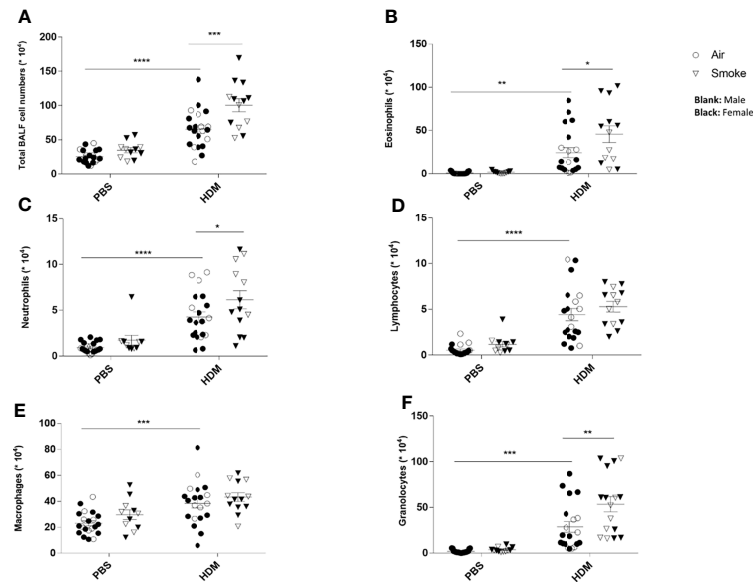 A
Total BALF cell numbers (* 10⁴)
200
150
100
50
0
****
***
PBS
HDM
B
Eosinophils (* 10⁴)
150
100
50
0
**
*
PBS
HDM
Air
Smoke
Blank: Male
Black: Female
C
Neutrophils (* 10⁴)
15
10
5
0
****
*
PBS
HDM
D
Lymphocytes (* 10⁴)
15
10
5
0
****
PBS
HDM
E
Macrophages (* 10⁴)
100
80
60
40
20
0
***
PBS
HDM
F
Granolocytes (* 10⁴)
150
100
50
0
***
**
PBS
HDM